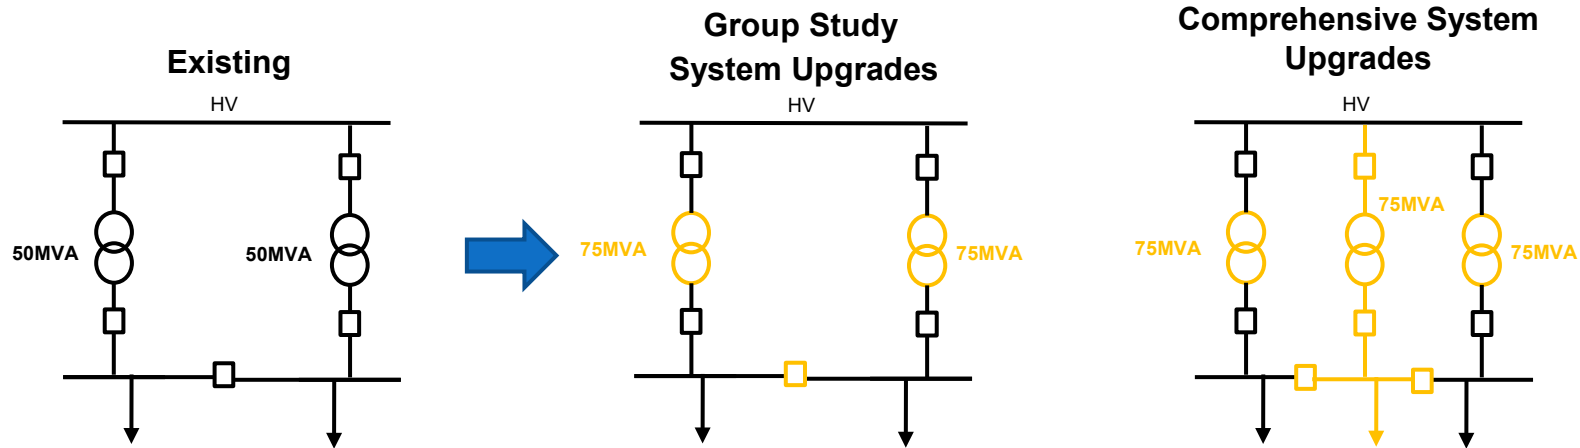 Existing
HV
50MVA
50MVA
Group Study
System Upgrades
HV
75MVA
75MVA
Comprehensive System
Upgrades
HV
75MVA
75MVA
75MVA